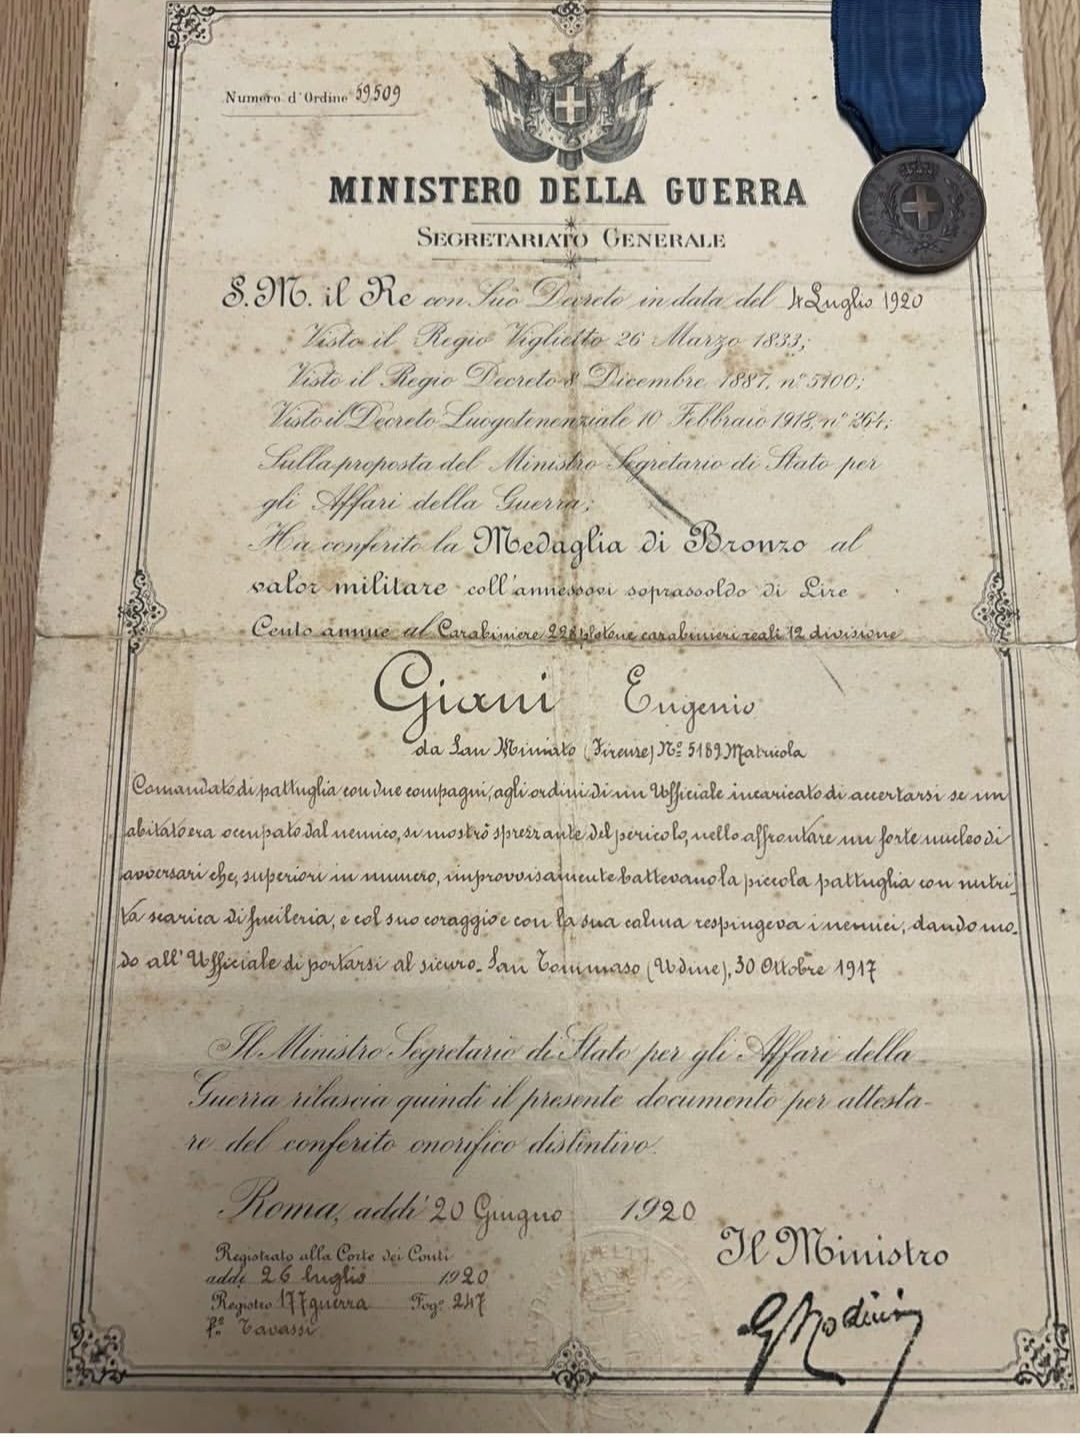 Numero d'Ordine 59509
MINISTERO DELLA GUERRA
SEGRETARIATO GENERALE
S. M. il Re con Suo Decreto in data del 4 Luglio 1920
Visto il Regio Viglietto 26 Marzo 1833;
Visto il Regio Decreto 8 Dicembre 1887, n° 5100;
Visto il Decreto Luogotenenziale 10 Febbraio 1918, n° 264;
Sulla proposta del Ministro Segretario di Stato per
gli Affari della Guerra;
Ha conferito la Medaglia di Bronzo al
valor militare coll'annessovi soprassoldo di Lire
Cento annue al Carabiniere 228 plotone carabinieri reali 12 divisione
Giani Eugenio
da San Miniato (Firenze) N° 5189 Matricola
Comandato di pattuglia con due compagni, agli ordini di un Ufficiale incaricato di accertarsi se un
abitato era occupato dal nemico, si mostrò sprezzante del pericolo, nello affrontare un forte nucleo di
avversari che, superiori in numero, improvvisamente battevano la piccola pattuglia con nutri-
ta scarica di fucileria, e col suo coraggio e con la sua calma respingeva i nemici, dando mo-
do all'Ufficiale di portarsi al sicuro. San Tommaso (Udine), 30 Ottobre 1917
Il Ministro Segretario di Stato per gli Affari della
Guerra rilascia quindi il presente documento per attesta-
re del conferito onorifico distintivo.
Roma, addì 20 Giugno 1920
Il Ministro
Registrato alla Corte dei Conti
addì 26 luglio 1920
Registro 177 guerra Fog° 247
f° Tavassi